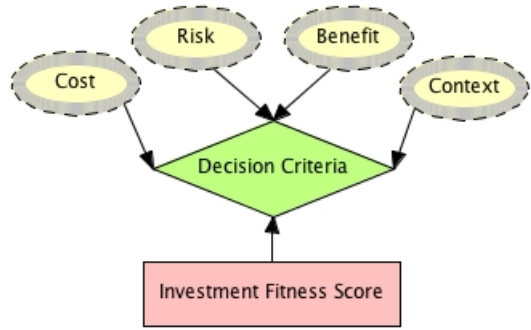 Risk
Benefit
Cost
Context
Decision Criteria
Investment Fitness Score